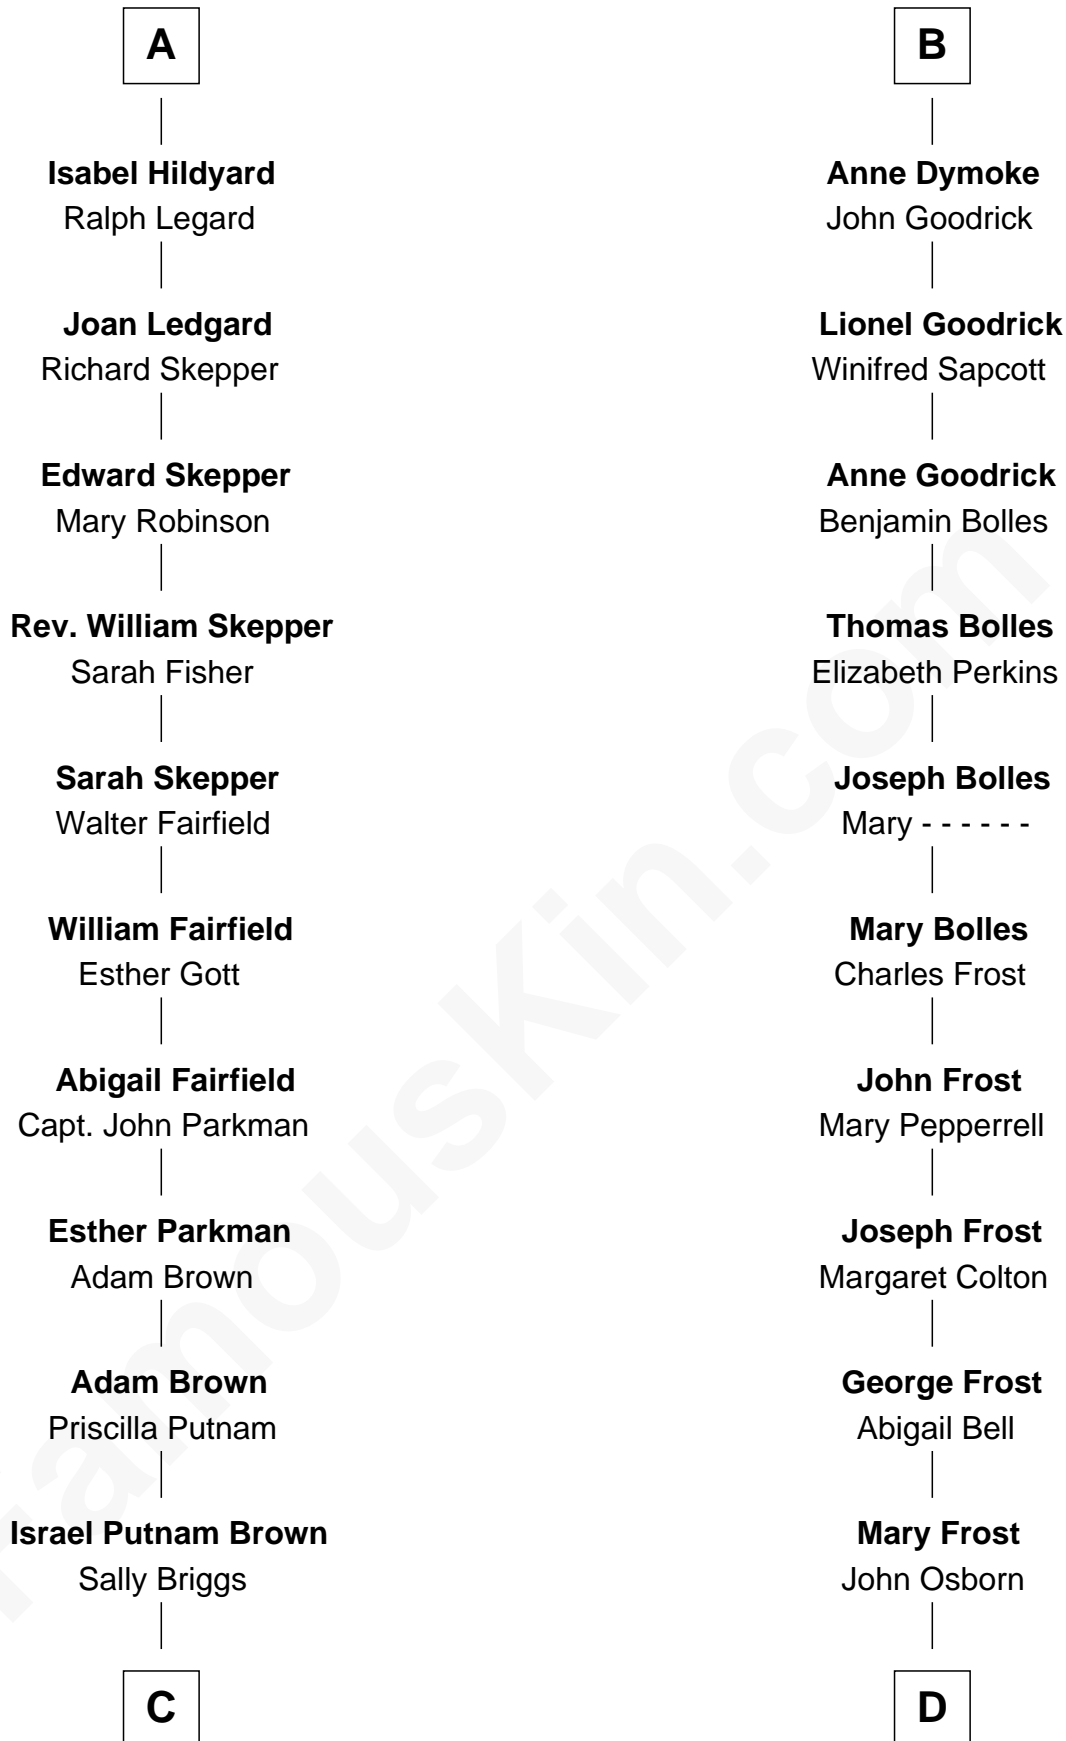 A
Isabel Hildyard
Ralph Legard
Joan Ledgard
Richard Skepper
Edward Skepper
Mary Robinson
Rev. William Skepper
Sarah Fisher
Sarah Skepper
Walter Fairfield
William Fairfield
Esther Gott
Abigail Fairfield
Capt. John Parkman
Esther Parkman
Adam Brown
Adam Brown
Priscilla Putnam
Israel Putnam Brown
Sally Briggs
C
B
Anne Dymoke
John Goodrick
Lionel Goodrick
Winifred Sapcott
Anne Goodrick
Benjamin Bolles
Thomas Bolles
Elizabeth Perkins
Joseph Bolles
Mary - - - - - -
Mary Bolles
Charles Frost
John Frost
Mary Pepperrell
Joseph Frost
Margaret Colton
George Frost
Abigail Bell
Mary Frost
John Osborn
D
FamousKin.com